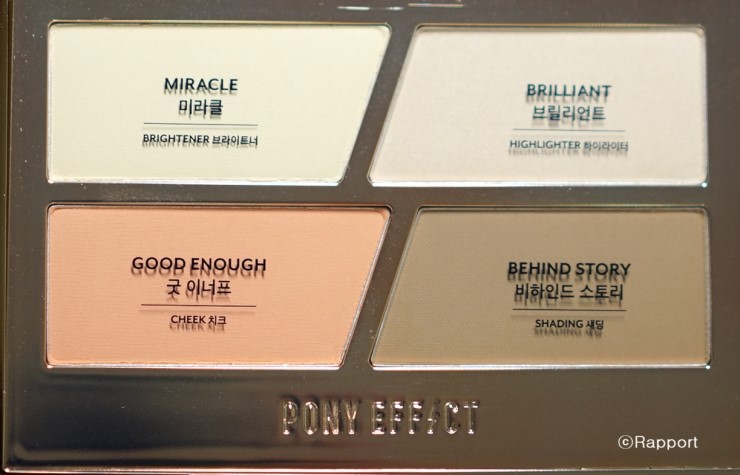 MIRACLE
미라클
BRIGHTENER 브라이트너
BRILLIANT
브릴리언트
HIGHLIGHTER 하이라이터
GOOD ENOUGH
굿 이너프
CHEEK 치크
BEHIND STORY
비하인드 스토리
SHADING 섀딩
PONY EFFECT
©Rapport